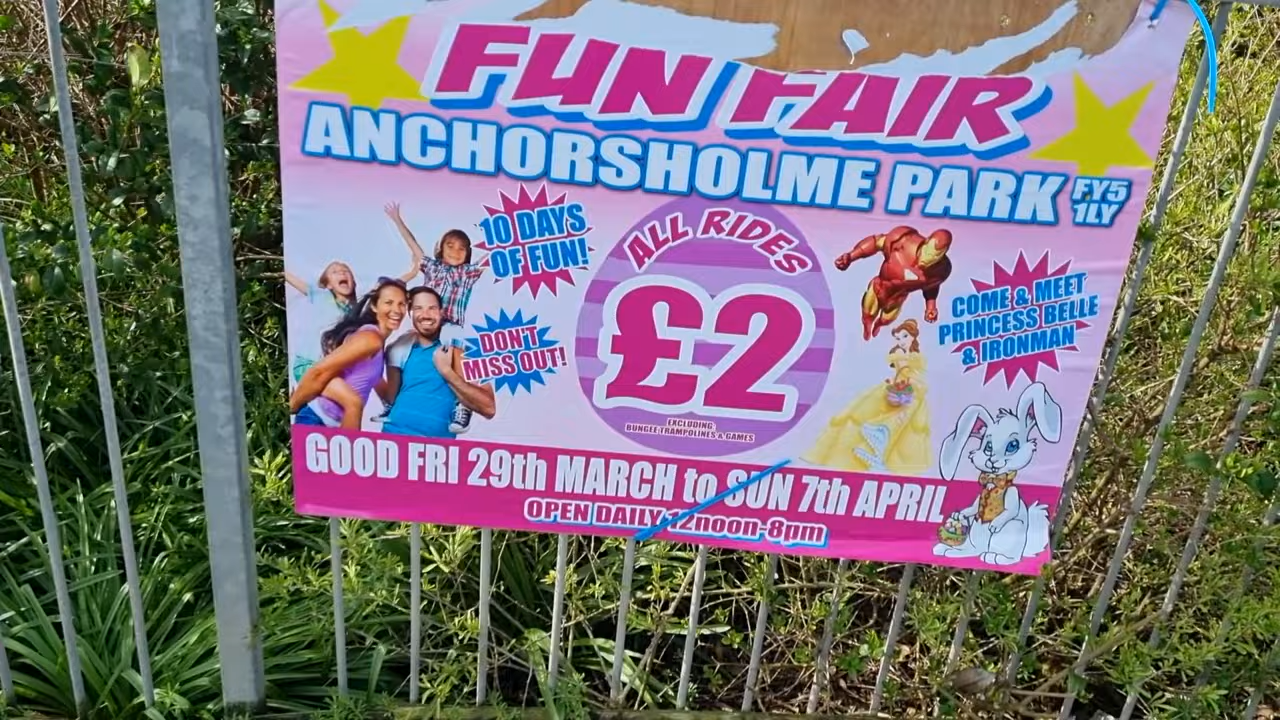 FUN FAIR
ANCHORSHOLME PARK FY5 1LY
10 DAYS
OF FUN!
DON'T
MISS OUT!
ALL RIDES
£2
EXCLUDING
BUNGEE TRAMPOLINES & GAMES
COME & MEET
PRINCESS BELLE
& IRONMAN
GOOD FRI 29th MARCH to SUN 7th APRIL
OPEN DAILY 12noon-8pm